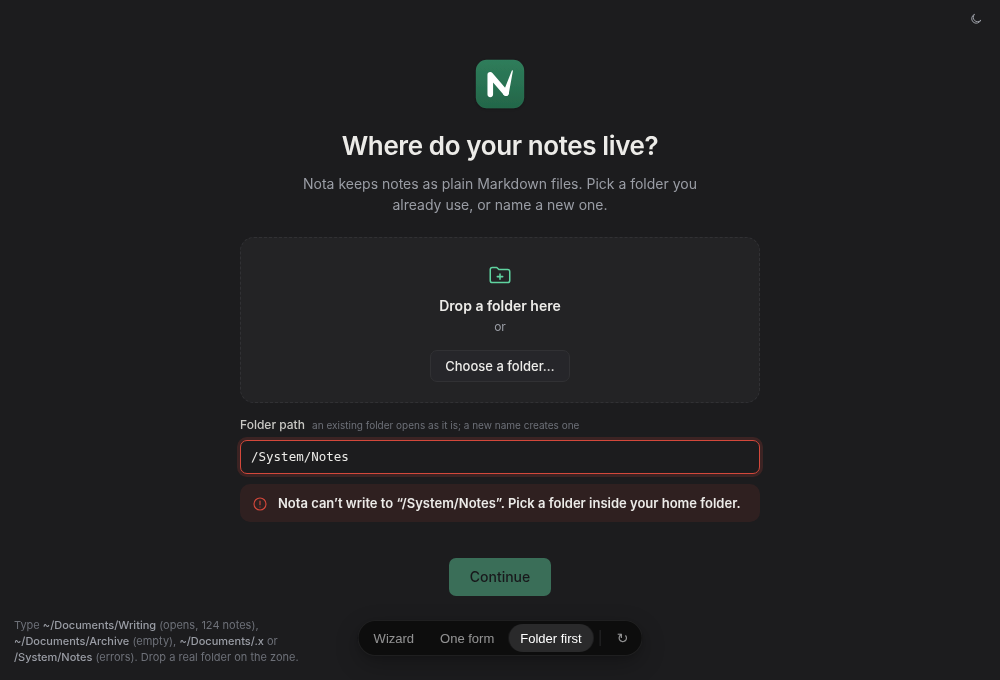 N
Where do your notes live?
Nota keeps notes as plain Markdown files. Pick a folder you
already use, or name a new one.
Drop a folder here
or
Choose a folder...
Folder path an existing folder opens as it is; a new name creates one
/System/Notes
Nota can’t write to “/System/Notes”. Pick a folder inside your home folder.
Continue
Type ~/Documents/Writing (opens, 124 notes),
~/Documents/Archive (empty), ~/Documents/.x or
/System/Notes (errors). Drop a real folder on the zone.
Wizard One form Folder first